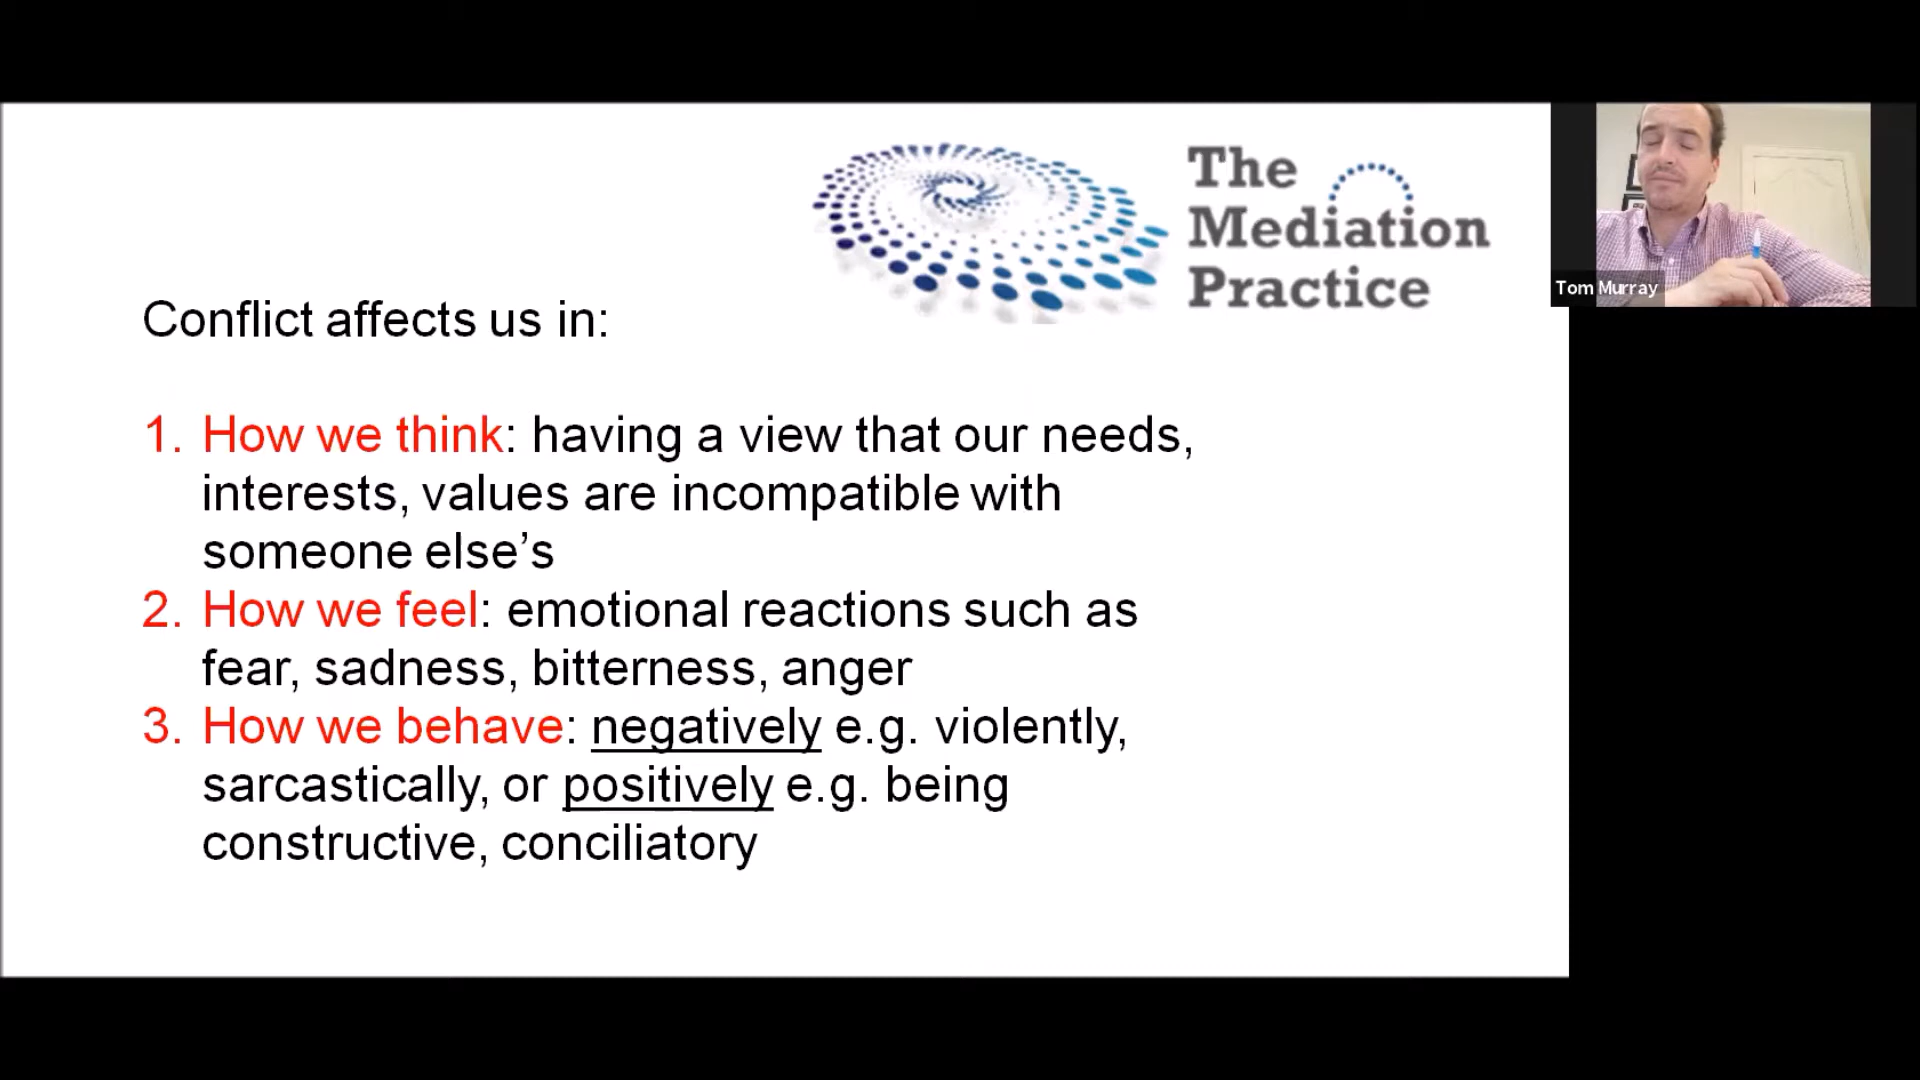 The
Mediation
Practice
Tom Murray
Conflict affects us in:
1. How we think: having a view that our needs,
interests, values are incompatible with
someone else’s
2. How we feel: emotional reactions such as
fear, sadness, bitterness, anger
3. How we behave: negatively e.g. violently,
sarcastically, or positively e.g. being
constructive, conciliatory